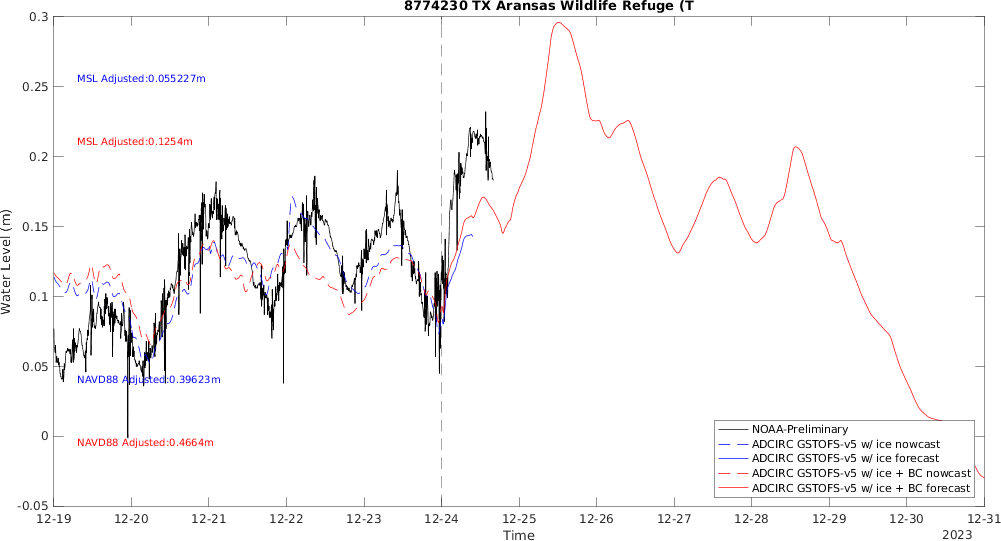 8774230 TX Aransas Wildlife Refuge (T
0.3
0.25
0.2
0.15
0.1
0.05
0
-0.05
Water Level (m)
MSL Adjusted:0.055227m
MSL Adjusted:0.1254m
NAVD88 Adjusted:0.39623m
NAVD88 Adjusted:0.4664m
NOAA-Preliminary
ADCIRC GSTOFS-v5 w/ ice nowcast
ADCIRC GSTOFS-v5 w/ ice forecast
ADCIRC GSTOFS-v5 w/ ice + BC nowcast
ADCIRC GSTOFS-v5 w/ ice + BC forecast
12-19 12-20 12-21 12-22 12-23 12-24 12-25 12-26 12-27 12-28 12-29 12-30 12-31
Time
2023